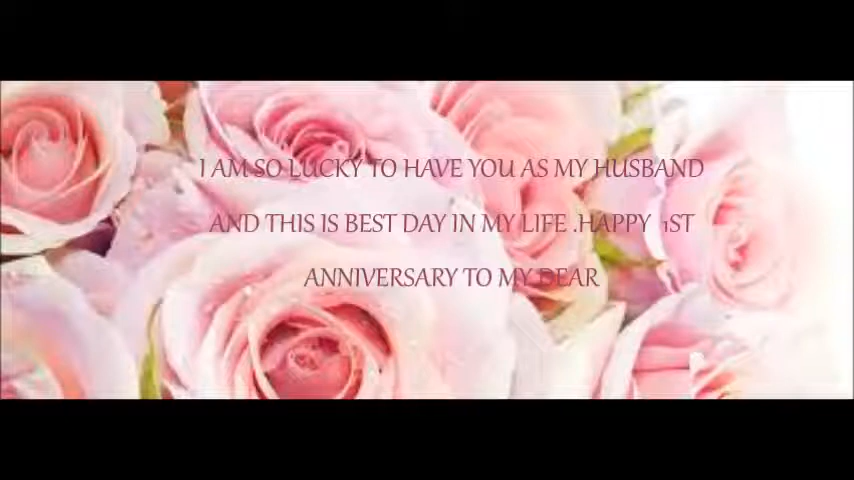 I AM SO LUCKY TO HAVE YOU AS MY HUSBAND
AND THIS IS BEST DAY IN MY LIFE .HAPPY 1ST
ANNIVERSARY TO MY DEAR